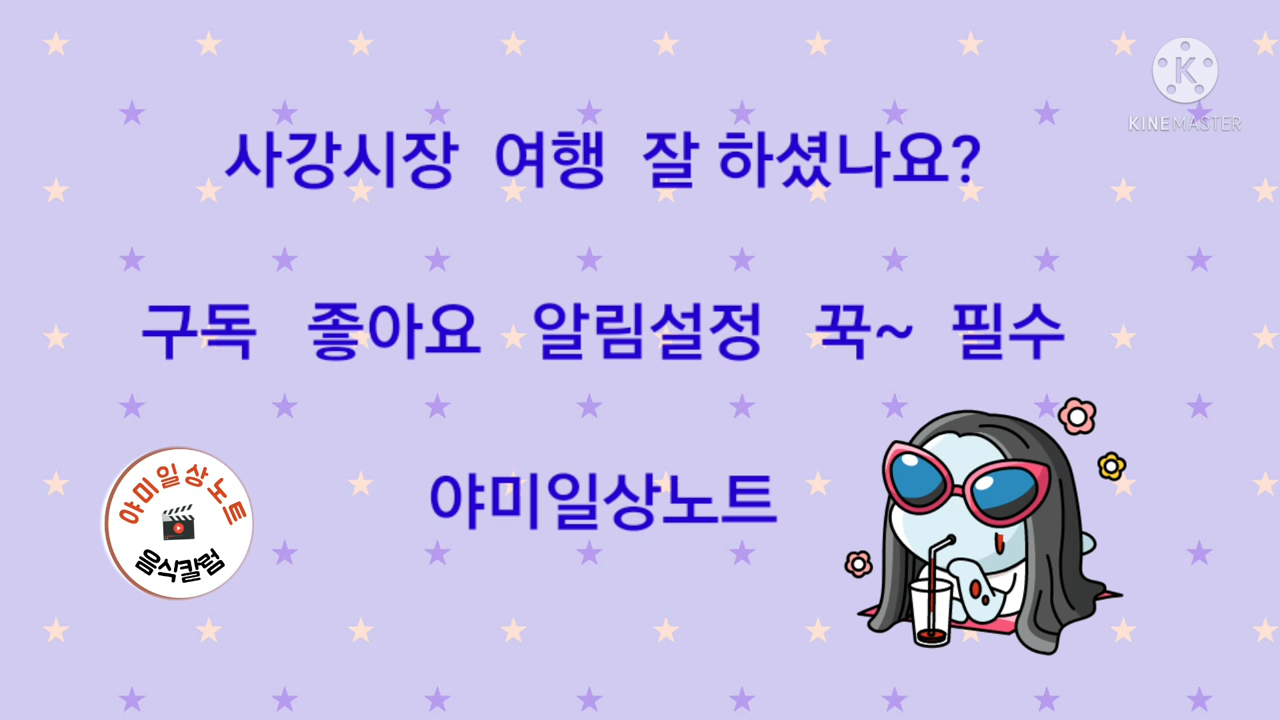 K
KINEMASTER
사강시장 여행 잘 하셨나요?
구독 좋아요 알림설정 꾹~ 필수
야미일상노트
야미일상노트
음식칼럼